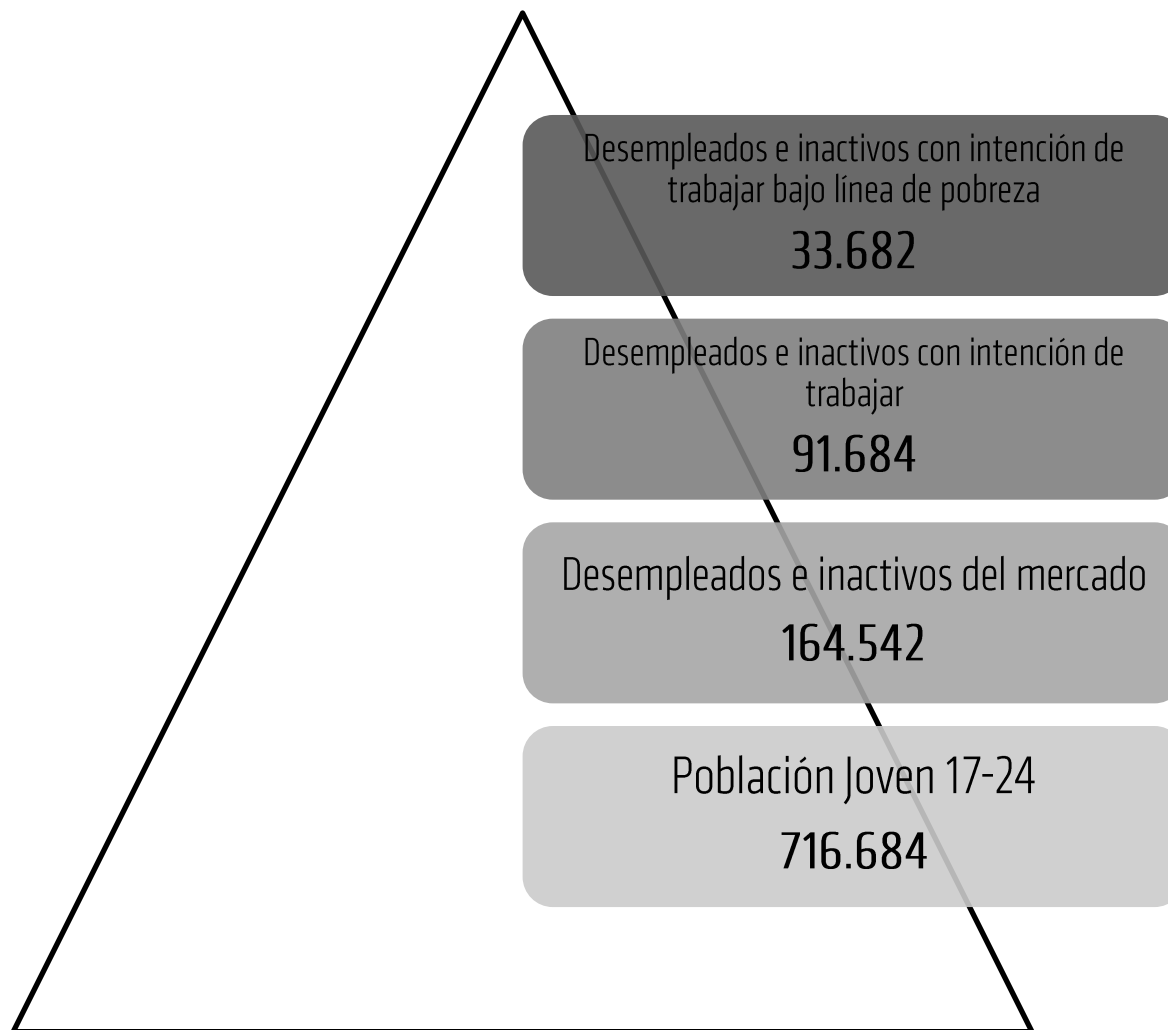 Desempleados e inactivos con intención de
trabajar bajo línea de pobreza
33.682
Desempleados e inactivos con intención de
trabajar
91.684
Desempleados e inactivos del mercado
164.542
Población Joven 17-24
716.684